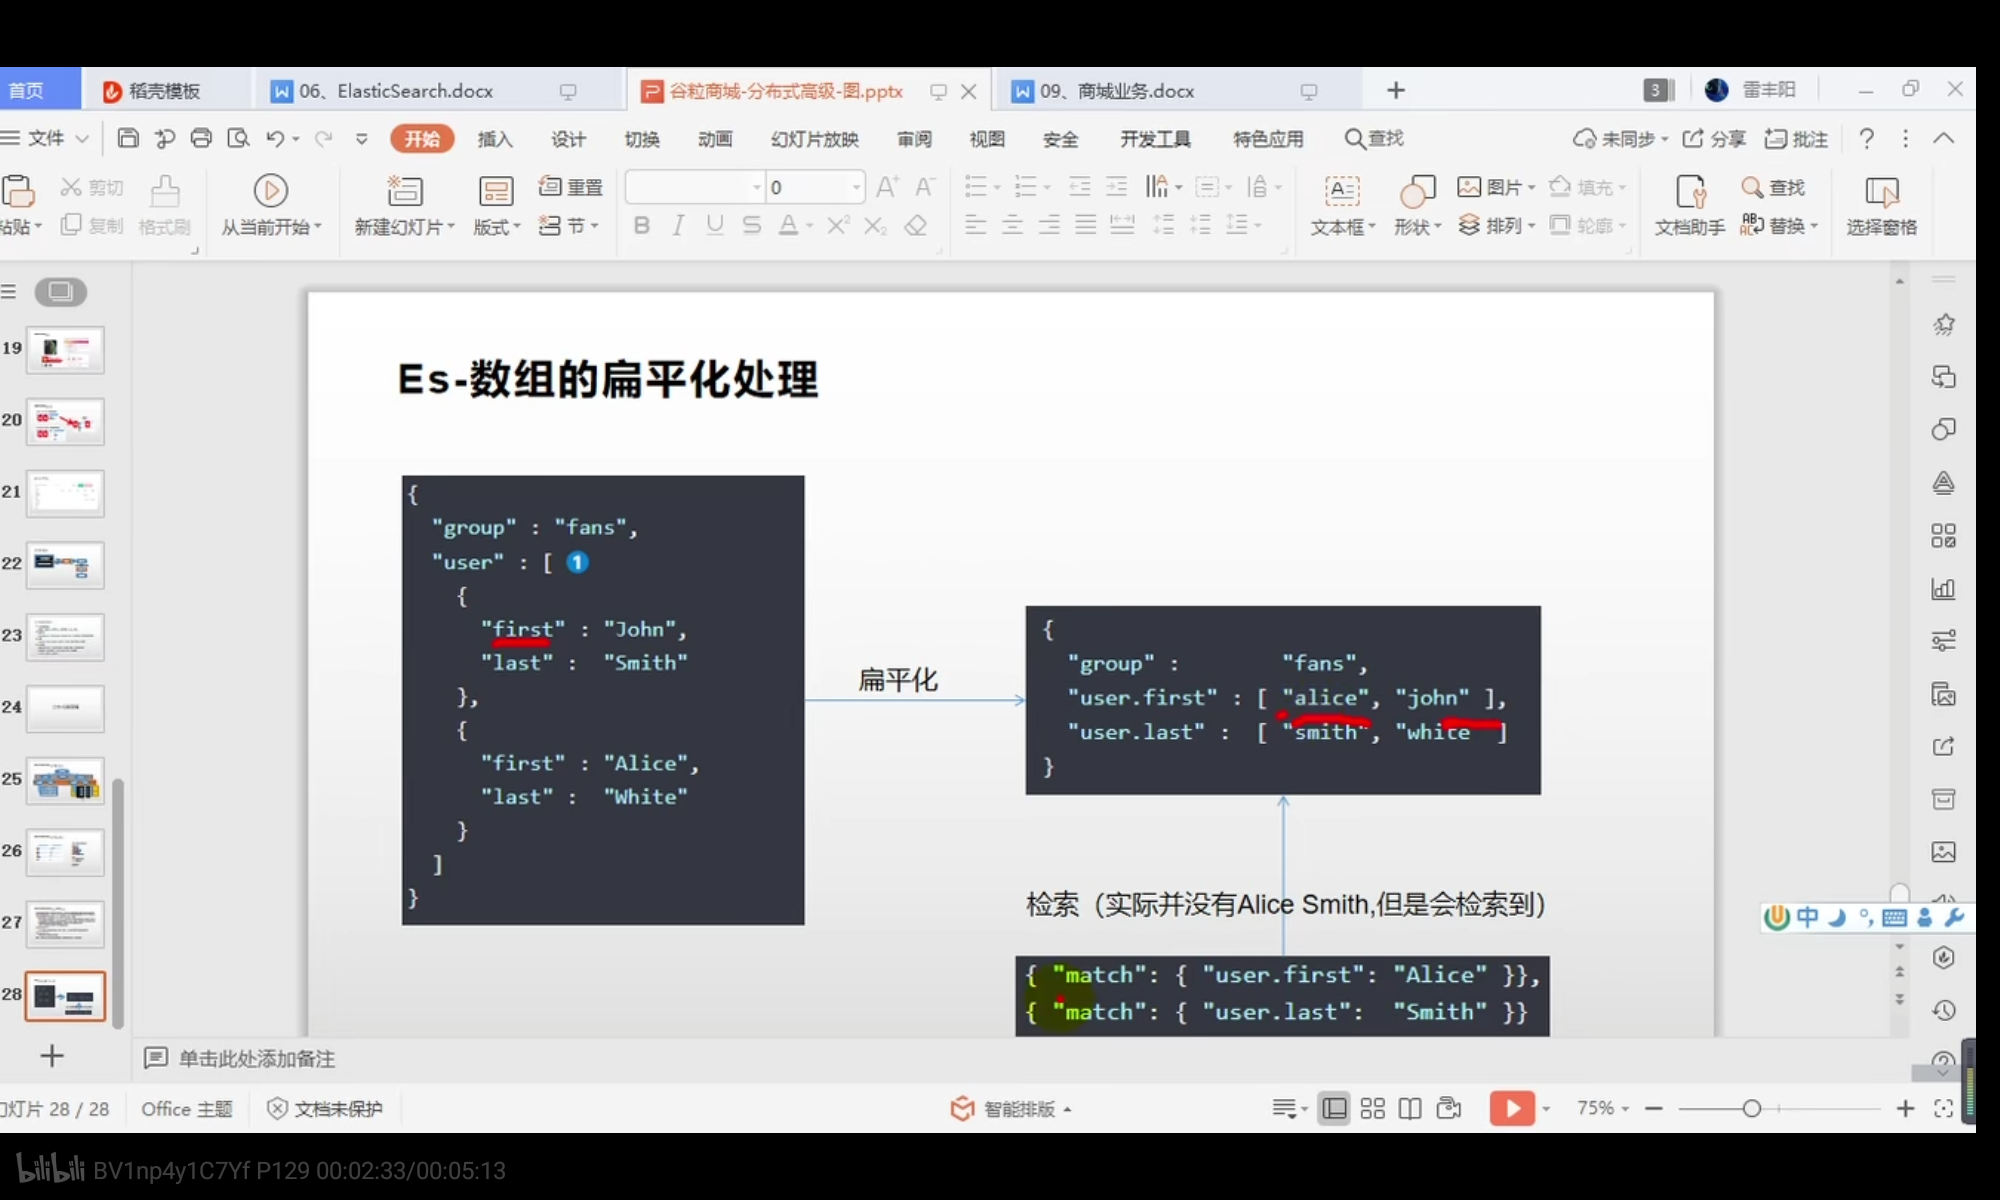 首页
稻壳模板
06、ElasticSearch.docx
谷粒商城-分布式高级-图.pptx
09、商城业务.docx
3
雷丰阳
文件
开始
插入
设计
切换
动画
幻灯片放映
审阅
视图
安全
开发工具
特色应用
查找
未同步
分享
批注
粘贴
剪切
复制
格式刷
从当前开始
新建幻灯片
版式
重置
节
0
文本框
形状
图片
排列
填充
轮廓
文档助手
查找
替换
选择窗格
19
20
21
22
23
24
25
26
27
28
Es-数组的扁平化处理
{
"group" : "fans",
"user" : [ 1
{
"first" : "John",
"last" : "Smith"
},
{
"first" : "Alice",
"last" : "White"
}
]
}
扁平化
{
"group" : "fans",
"user.first" : [ "alice", "john" ],
"user.last" : [ "smith", "white" ]
}
检索（实际并没有Alice Smith,但是会检索到）
{ "match": { "user.first": "Alice" }},
{ "match": { "user.last": "Smith" }}
中
单击此处添加备注
幻灯片 28 / 28
Office 主题
文档未保护
智能排版
75%
bilibili BV1np4y1C7Yf P129 00:02:33/00:05:13